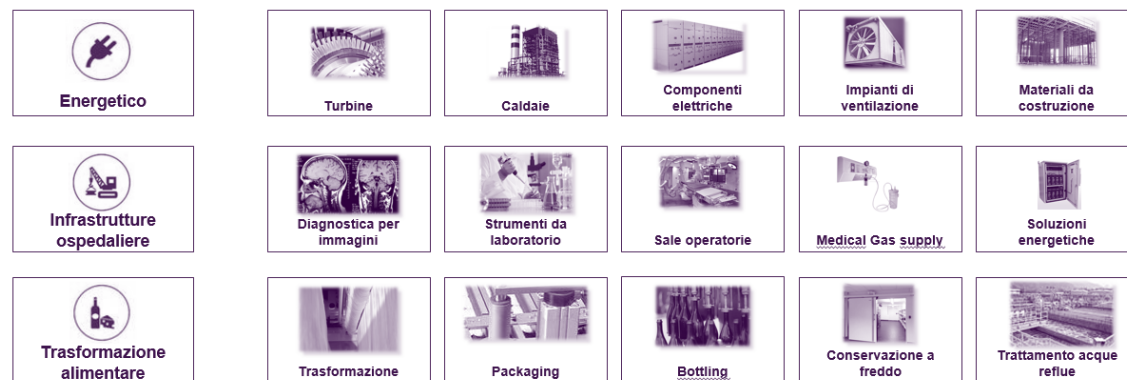 Energetico
Turbine
Caldaie
Componenti
elettriche
Impianti di
ventilazione
Materiali da
costruzione
Infrastrutture
ospedaliere
Diagnostica per
immagini
Strumenti da
laboratorio
Sale operatorie
Medical Gas supply
Soluzioni
energetiche
Trasformazione
alimentare
Trasformazione
Packaging
Bottling
Conservazione a
freddo
Trattamento acque
reflue